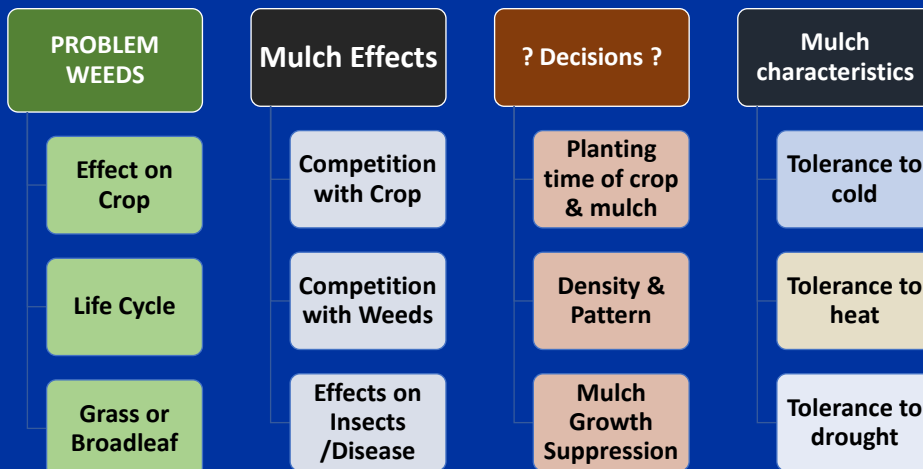 PROBLEM
WEEDS
Effect on
Crop
Life Cycle
Grass or
Broadleaf
Mulch Effects
Competition
with Crop
Competition
with Weeds
Effects on
Insects
/Disease
? Decisions ?
Planting
time of crop
& mulch
Density &
Pattern
Mulch
Growth
Suppression
Mulch
characteristics
Tolerance to
cold
Tolerance to
heat
Tolerance to
drought